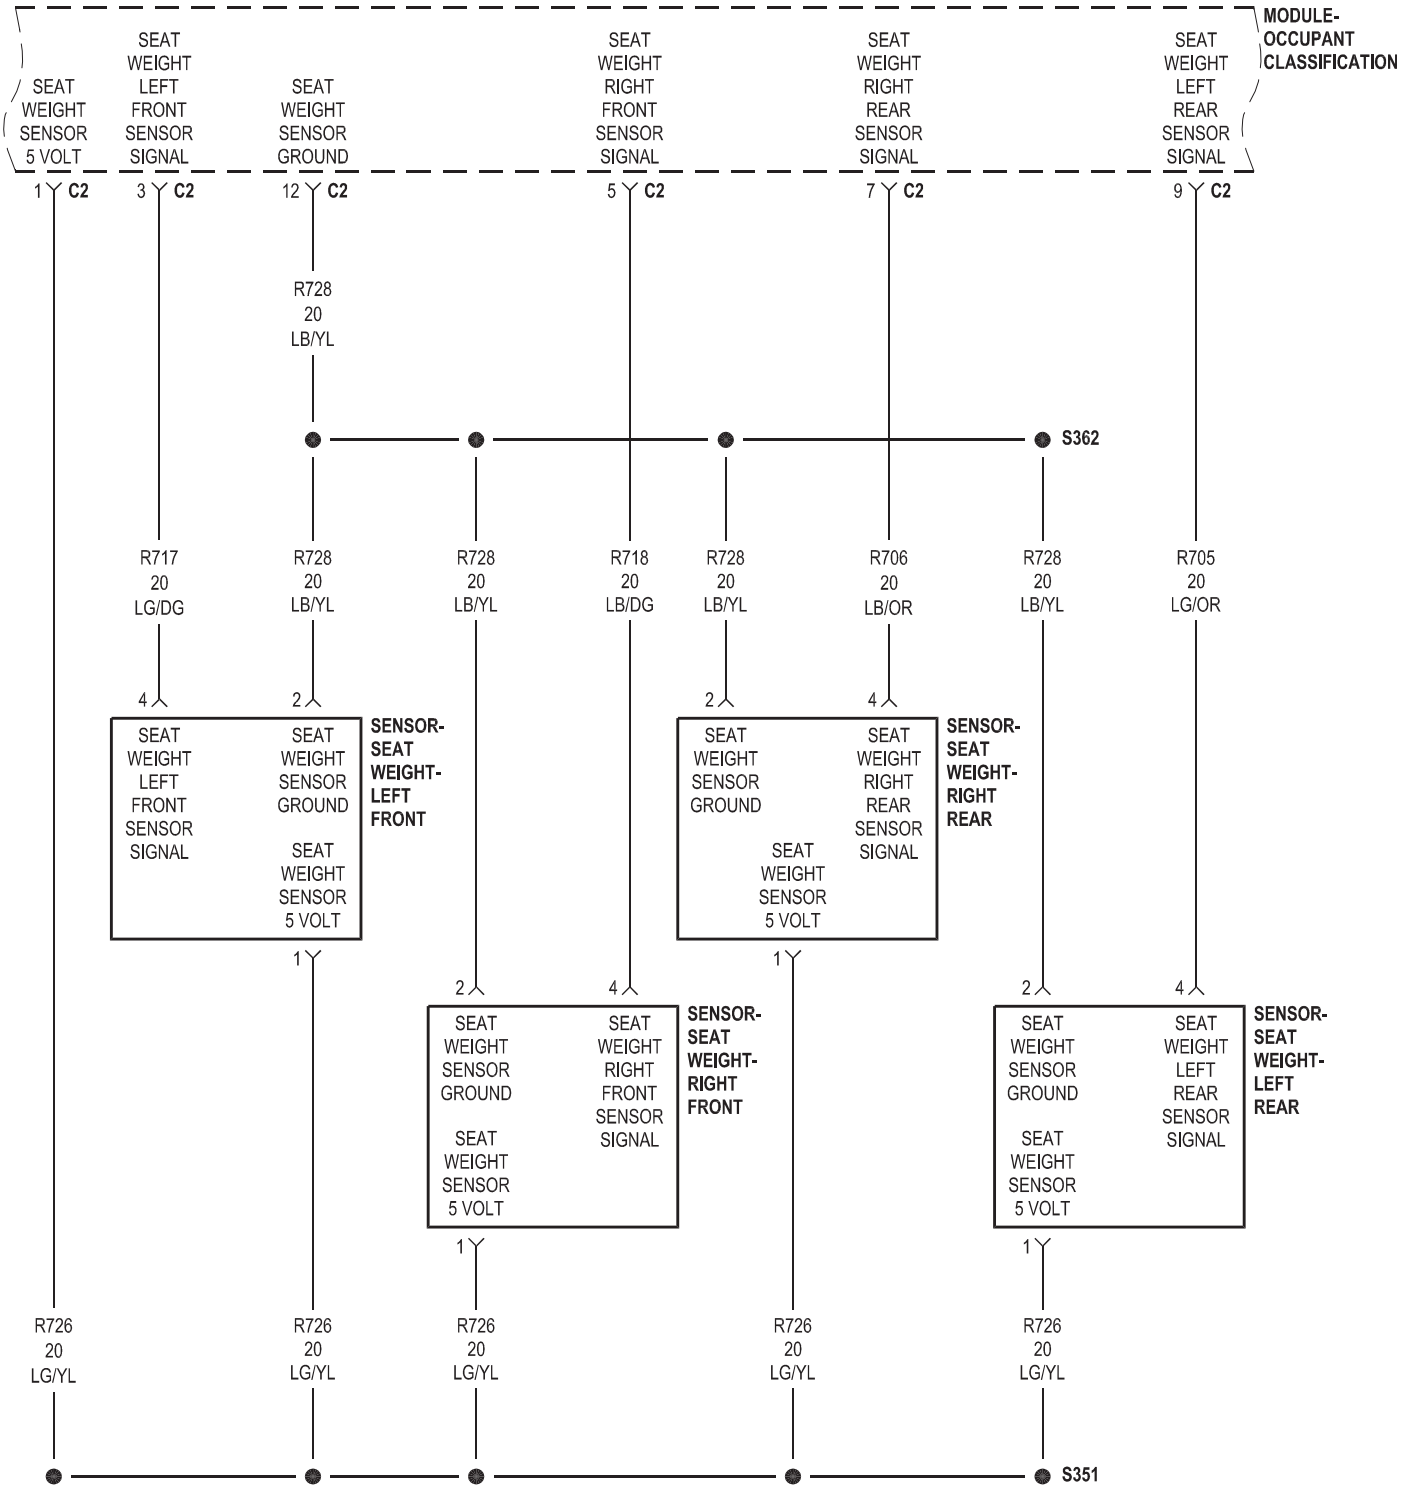 MODULE-
OCCUPANT
CLASSIFICATION
SEAT
WEIGHT
SENSOR
5 VOLT
SEAT
WEIGHT
LEFT
FRONT
SENSOR
SIGNAL
SEAT
WEIGHT
SENSOR
GROUND
SEAT
WEIGHT
RIGHT
FRONT
SENSOR
SIGNAL
SEAT
WEIGHT
RIGHT
REAR
SENSOR
SIGNAL
SEAT
WEIGHT
LEFT
REAR
SENSOR
SIGNAL
1 C2
3 C2
12 C2
5 C2
7 C2
9 C2
R728
20
LB/YL
S362
R717
20
LG/DG
R728
20
LB/YL
R728
20
LB/YL
R718
20
LB/DG
R728
20
LB/YL
R706
20
LB/OR
R728
20
LB/YL
R705
20
LG/OR
4
2
2
4
SEAT
WEIGHT
LEFT
FRONT
SENSOR
SIGNAL
SEAT
WEIGHT
SENSOR
GROUND
SEAT
WEIGHT
SENSOR
5 VOLT
SENSOR-
SEAT
WEIGHT-
LEFT
FRONT
SEAT
WEIGHT
SENSOR
GROUND
SEAT
WEIGHT
RIGHT
REAR
SENSOR
SIGNAL
SEAT
WEIGHT
SENSOR
5 VOLT
SENSOR-
SEAT
WEIGHT-
RIGHT
REAR
1
1
2
4
2
4
SEAT
WEIGHT
SENSOR
GROUND
SEAT
WEIGHT
RIGHT
FRONT
SENSOR
SIGNAL
SEAT
WEIGHT
SENSOR
5 VOLT
SENSOR-
SEAT
WEIGHT-
RIGHT
FRONT
SEAT
WEIGHT
SENSOR
GROUND
SEAT
WEIGHT
LEFT
REAR
SENSOR
SIGNAL
SEAT
WEIGHT
SENSOR
5 VOLT
SENSOR-
SEAT
WEIGHT-
LEFT
REAR
1
1
R726
20
LG/YL
R726
20
LG/YL
R726
20
LG/YL
R726
20
LG/YL
R726
20
LG/YL
S351